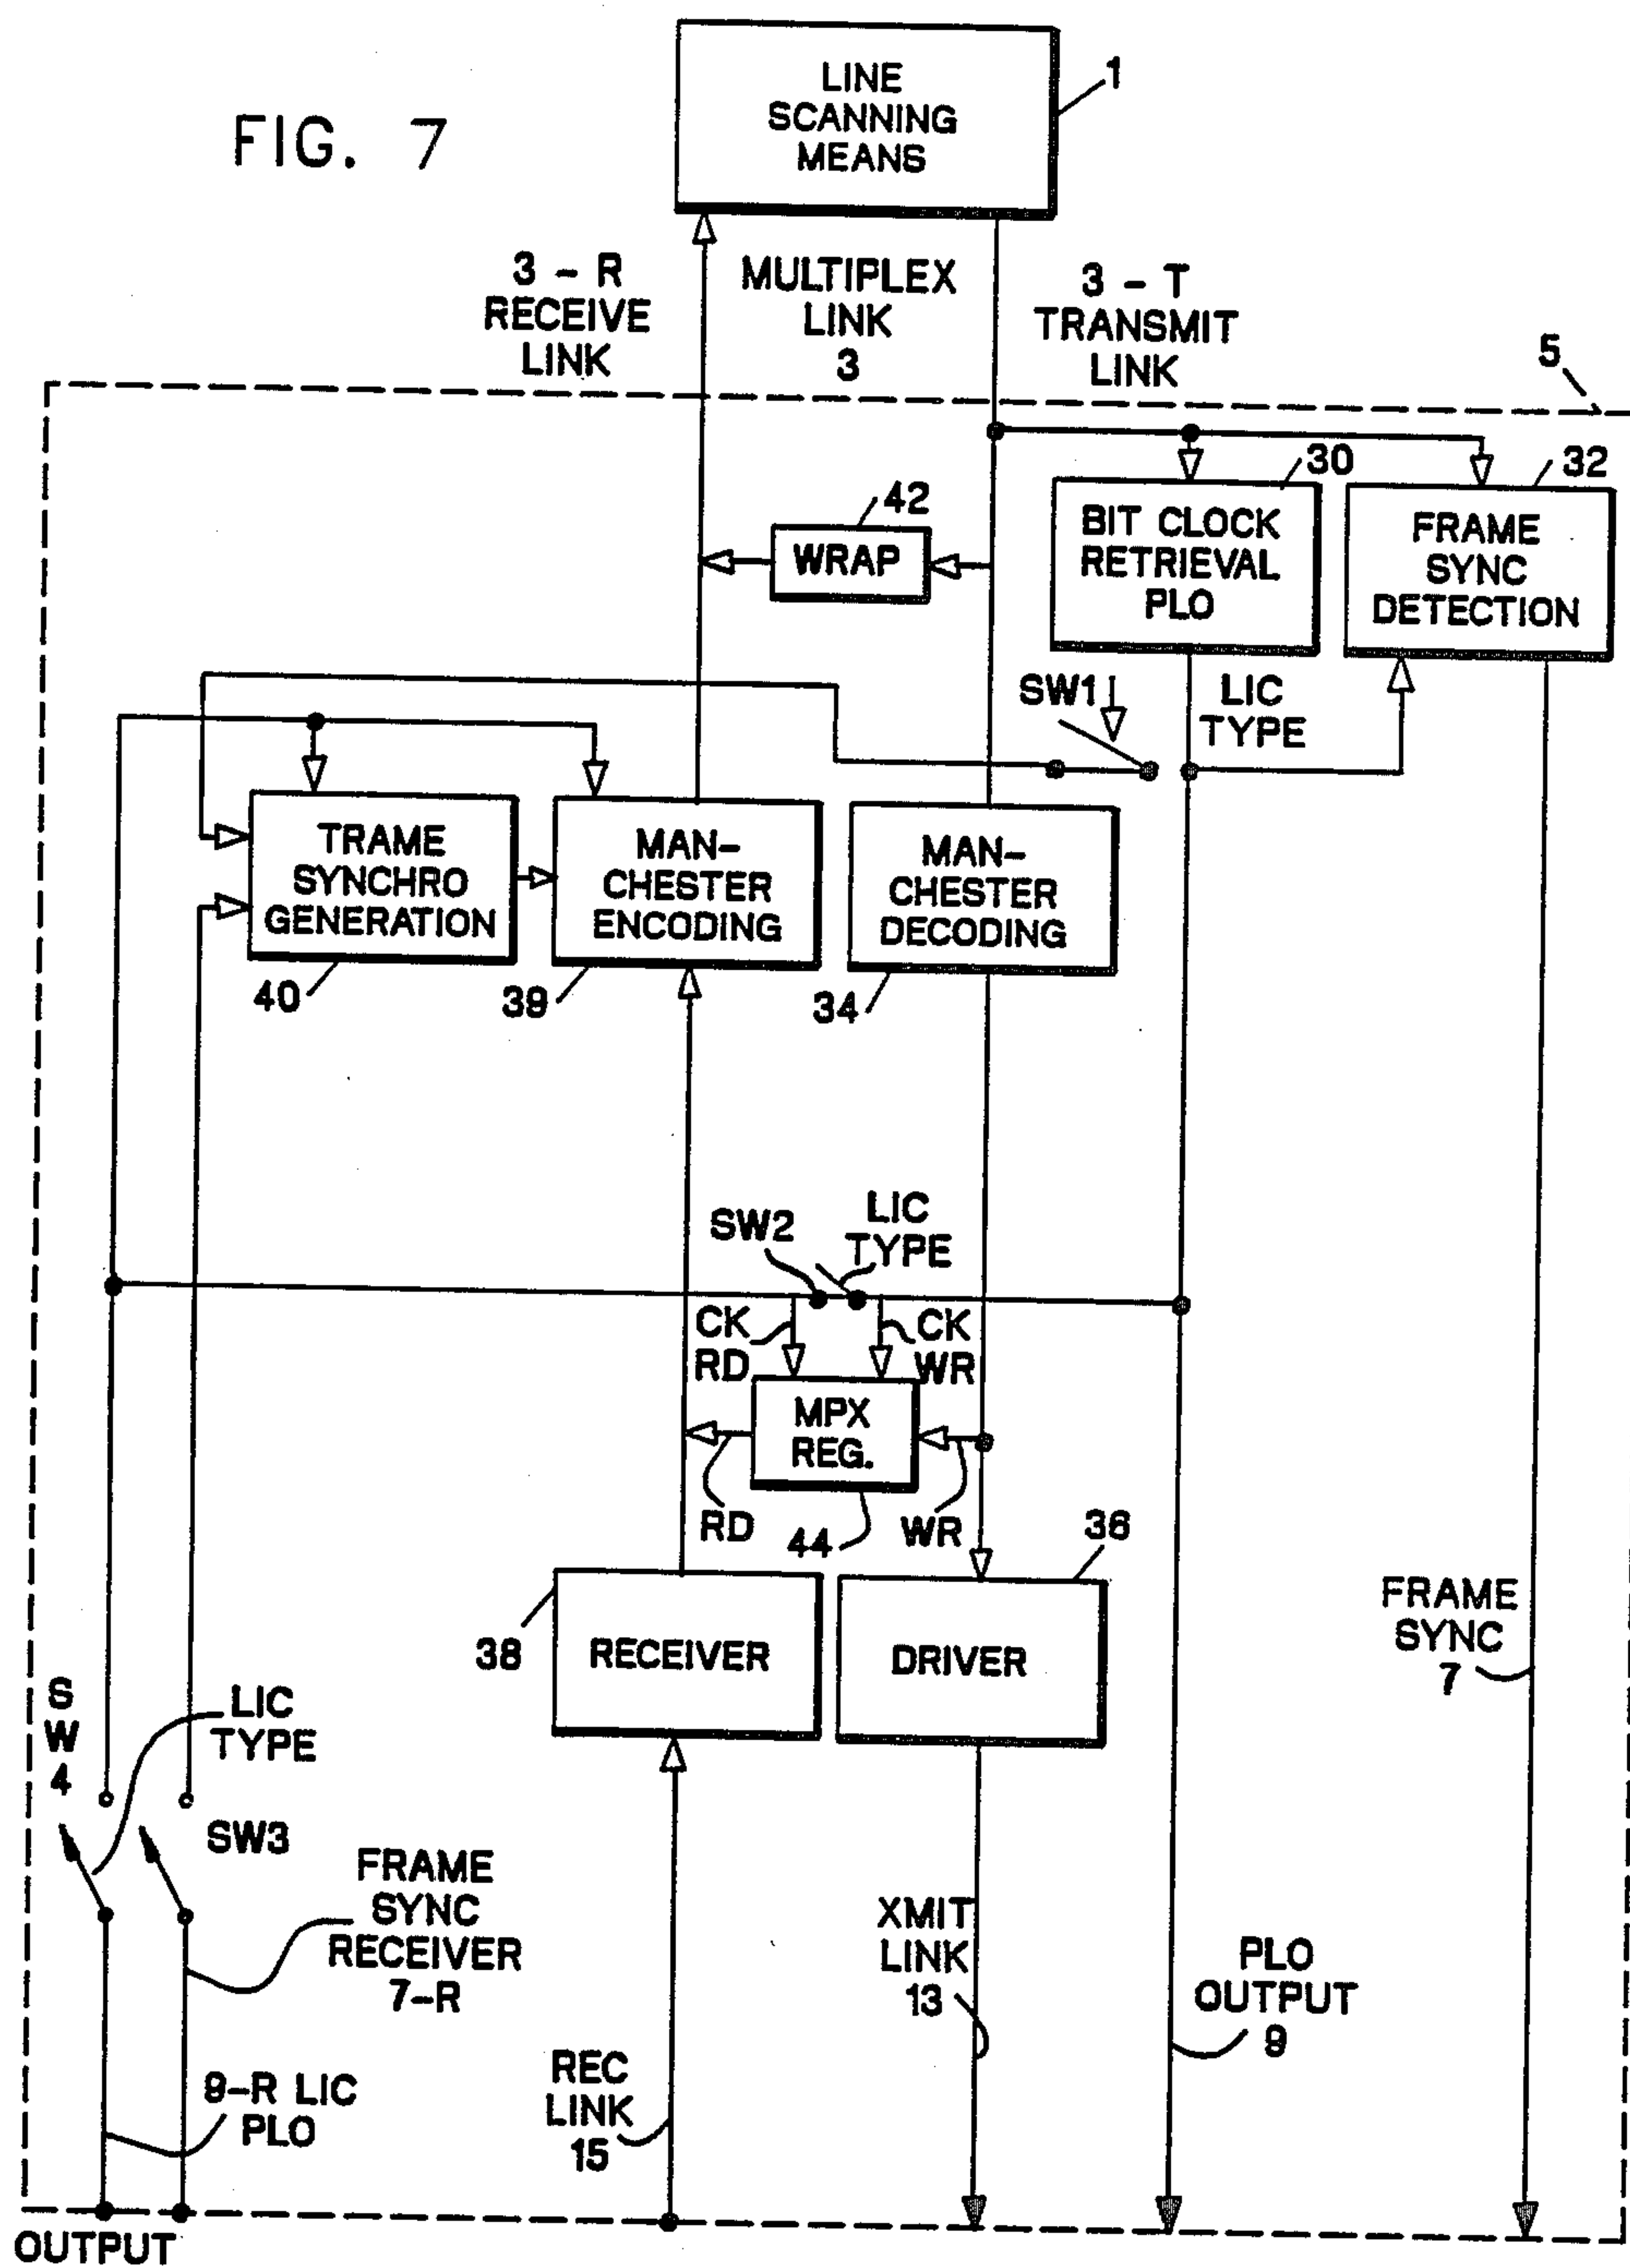 FIG. 7
LINE
SCANNING
MEANS
1
3 - R
RECEIVE
LINK
MULTIPLEX
LINK
3
3 - T
TRANSMIT
LINK
5
42
WRAP
30
BIT CLOCK
RETRIEVAL
PLO
32
FRAME
SYNC
DETECTION
SW1
LIC
TYPE
TRAME
SYNCHRO
GENERATION
40
MAN-
CHESTER
ENCODING
39
MAN-
CHESTER
DECODING
34
SW2
LIC
TYPE
CK
RD
CK
WR
MPX
REG.
RD
44
WR
36
38
RECEIVER
DRIVER
FRAME
SYNC
7
S
W
4
LIC
TYPE
SW3
FRAME
SYNC
RECEIVER
7-R
XMIT
LINK
13
PLO
OUTPUT
9
9-R LIC
PLO
REC
LINK
15
OUTPUT